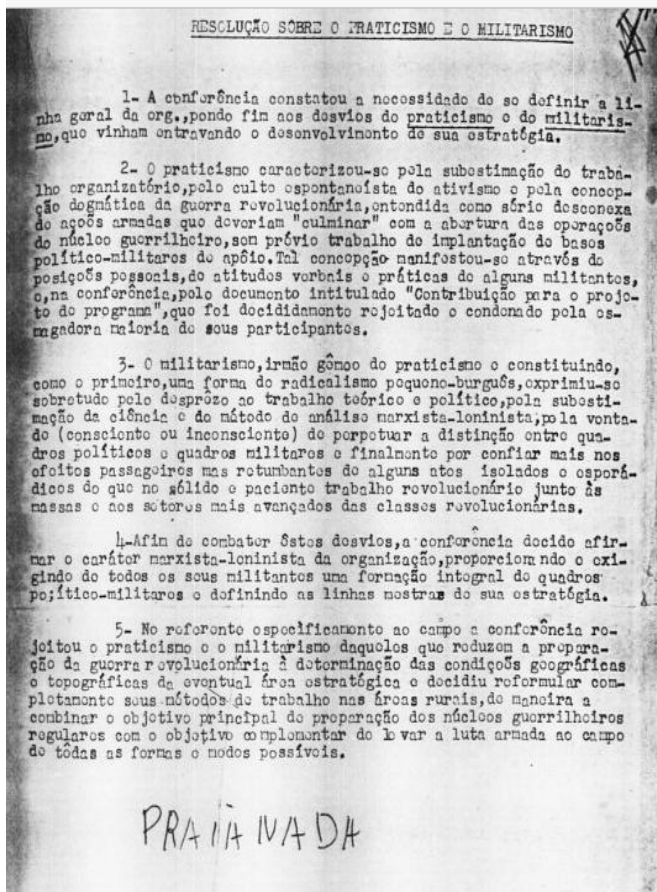 RESOLUÇÃO SÔBRE O PRATICISMO E O MILITARISMO
1- A conferência constatou a necessidade de se definir a li-
nha geral da org.,pondo fim aos desvios do praticismo e do militaris-
mo,que vinham entravando o desenvolvimento de sua estratégia.
2- O praticismo caracterizou-se pela subestimação do traba-
lho organizatório,pelo culto espontaneista do ativismo e pela concep-
ção dogmática da guerra revolucionária,entendida como série desconexa
de açoẽs armadas que deveriam "culminar" com a abertura das operaçoẽs
do núcleo guerrilheiro,sem prévio trabalho de implantação de bases
político-militares de apôio.Tal concepção manifestou-se através de
posiçoẽs pessoais,de atitudes verbais e práticas de alguns militantes,
e,na conferência,pelo documento intitulado "Contribuição para o proje-
to de programa",que foi decididamente rejeitado e condenado pela es-
magadora maioria de seus participantes.
3- O militarismo,irmão gêmeo do praticismo e constituindo,
como o primeiro,uma forma do radicalismo pequeno-burguês,exprimiu-se
sobretudo pelo desprêzo ao trabalho teórico e político,pela subesti-
mação da ciência e do método de análise marxista-leninista,pela vonta-
de (consciente ou inconsciente) de perpetuar a distinção entre qua-
dros políticos e quadros militares e finalmente por confiar mais nos
efeitos passageiros mas retumbantes de alguns atos isolados e esporá-
dicos do que no sólido e paciente trabalho revolucionário junto às
massas e aos setores mais avançados das classes revolucionárias.
4-Afim de combater êstes desvios,a conferência decide afir-
mar o caráter marxista-leninista da organização,proporciona ndo e exi-
gindo de todos os seus militantes uma formação integral de quadros
po;ítico-militares e definindo as linhas mestras de sua estratégia.
5- No referente especificamente ao campo a conferência re-
jeitou o praticismo e o militarismo daqueles que reduzem a prepara-
ção da guerra revolucionária à determinação das condiçoẽs geográficas
e topográficas da eventual área estratégica e decidiu reformular com-
pletamente seus métodos de trabalho nas áreas rurais,de maneira a
combinar o objetivo principal de preparação dos núcleos guerrilheiros
regulares com o objetivo complementar de levar a luta armada ao campo
de tôdas as formas e modos possíveis.
PRAIA NADA